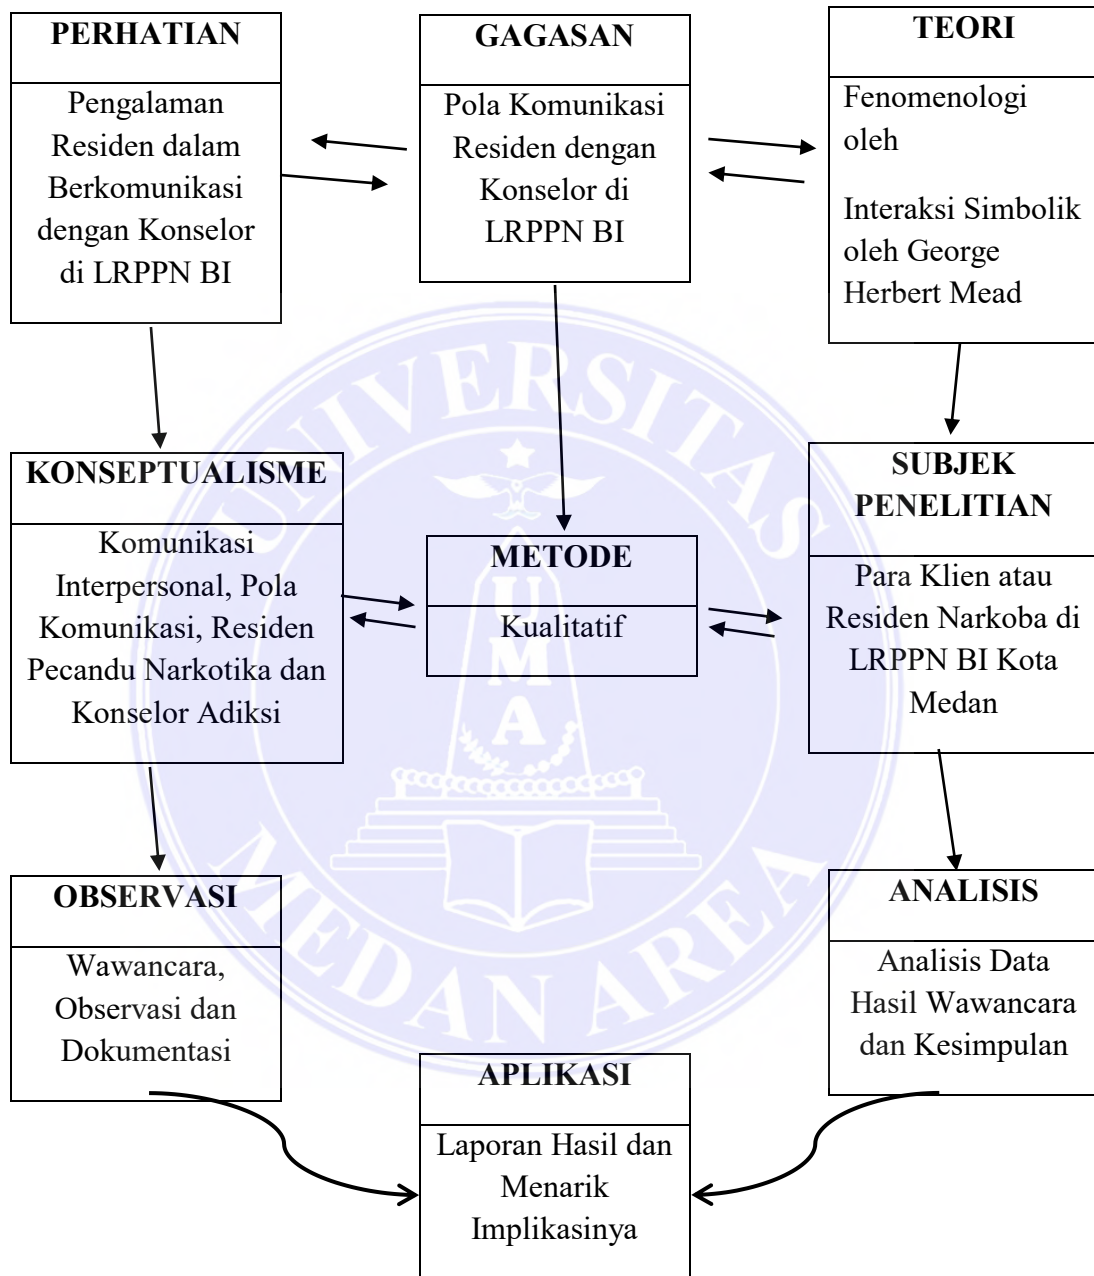 PERHATIAN
Pengalaman
Residen dalam
Berkomunikasi
dengan Konselor
di LRPPN BI
GAGASAN
Pola Komunikasi
Residen dengan
Konselor di
LRPPN BI
TEORI
Fenomenologi
oleh
Interaksi Simbolik
oleh George
Herbert Mead
KONSEPTUALISME
Komunikasi
Interpersonal, Pola
Komunikasi, Residen
Pecandu Narkotika dan
Konselor Adiksi
METODE
Kualitatif
SUBJEK
PENELITIAN
Para Klien atau
Residen Narkoba di
LRPPN BI Kota
Medan
OBSERVASI
Wawancara,
Observasi dan
Dokumentasi
APLIKASI
Laporan Hasil dan
Menarik
Implikasinya
ANALISIS
Analisis Data
Hasil Wawancara
dan Kesimpulan
UNIVERSITAS
MEDAN AREA
U
M
A